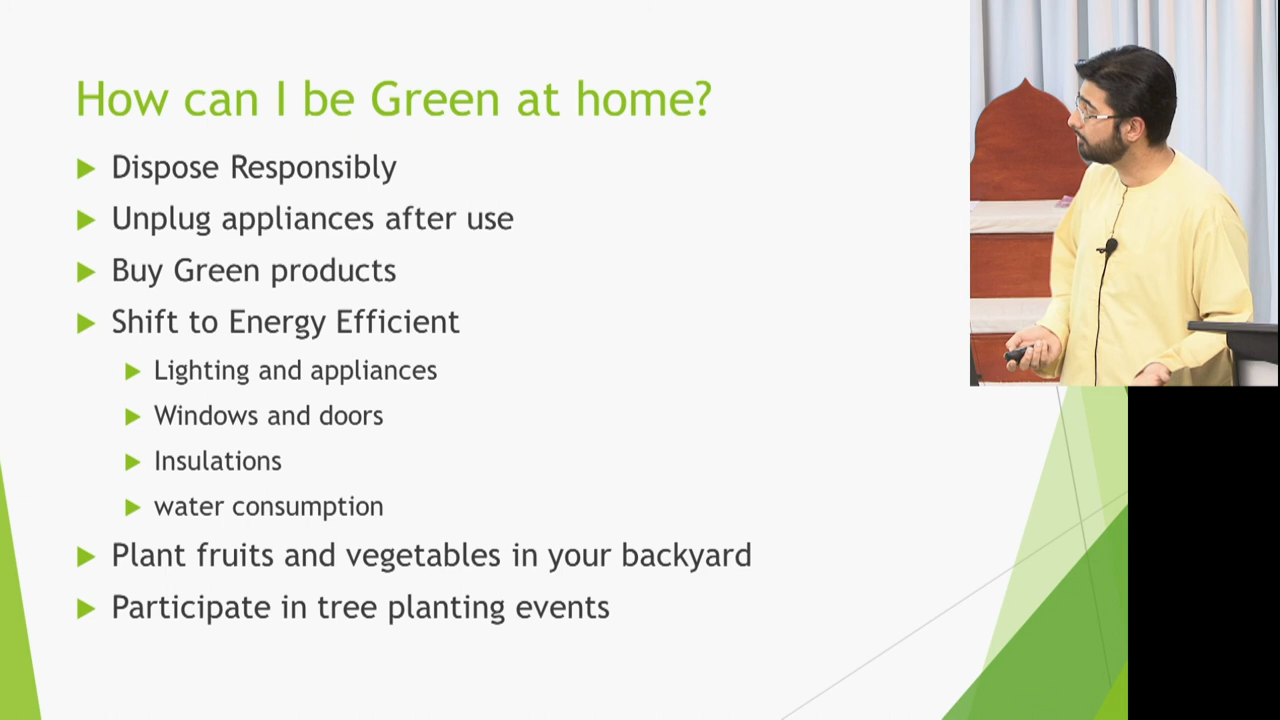 How can I be Green at home?
Dispose Responsibly
Unplug appliances after use
Buy Green products
Shift to Energy Efficient
Lighting and appliances
Windows and doors
Insulations
water consumption
Plant fruits and vegetables in your backyard
Participate in tree planting events